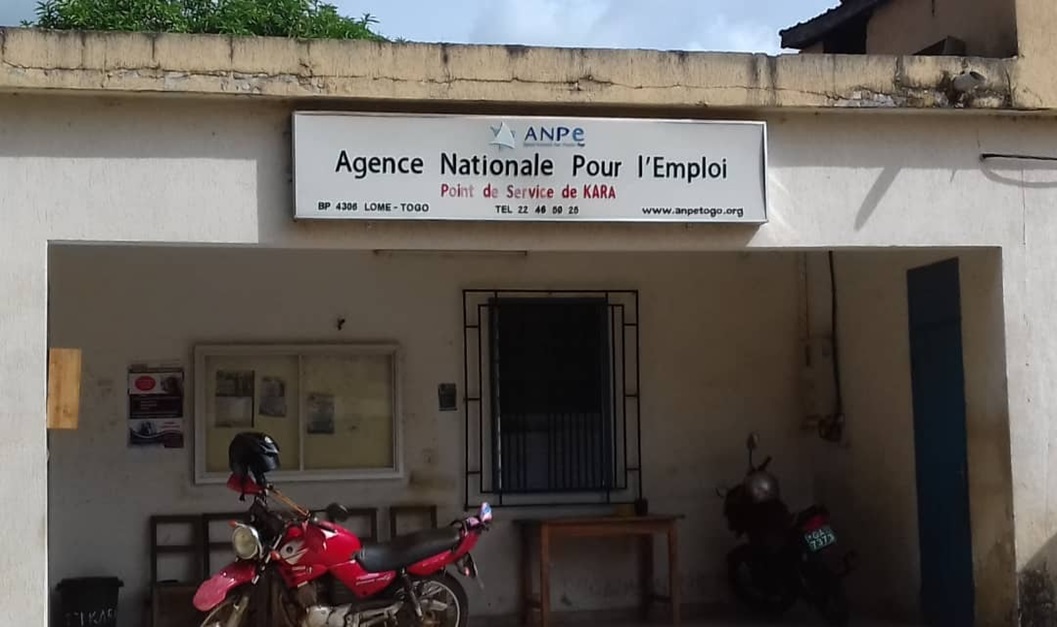 ANPe
Agence Nationale Pour l'Emploi
Point de Service de KARA
BP 4306 LOME - TOGO TEL 22 46 50 25 www.anpetogo.org
7373